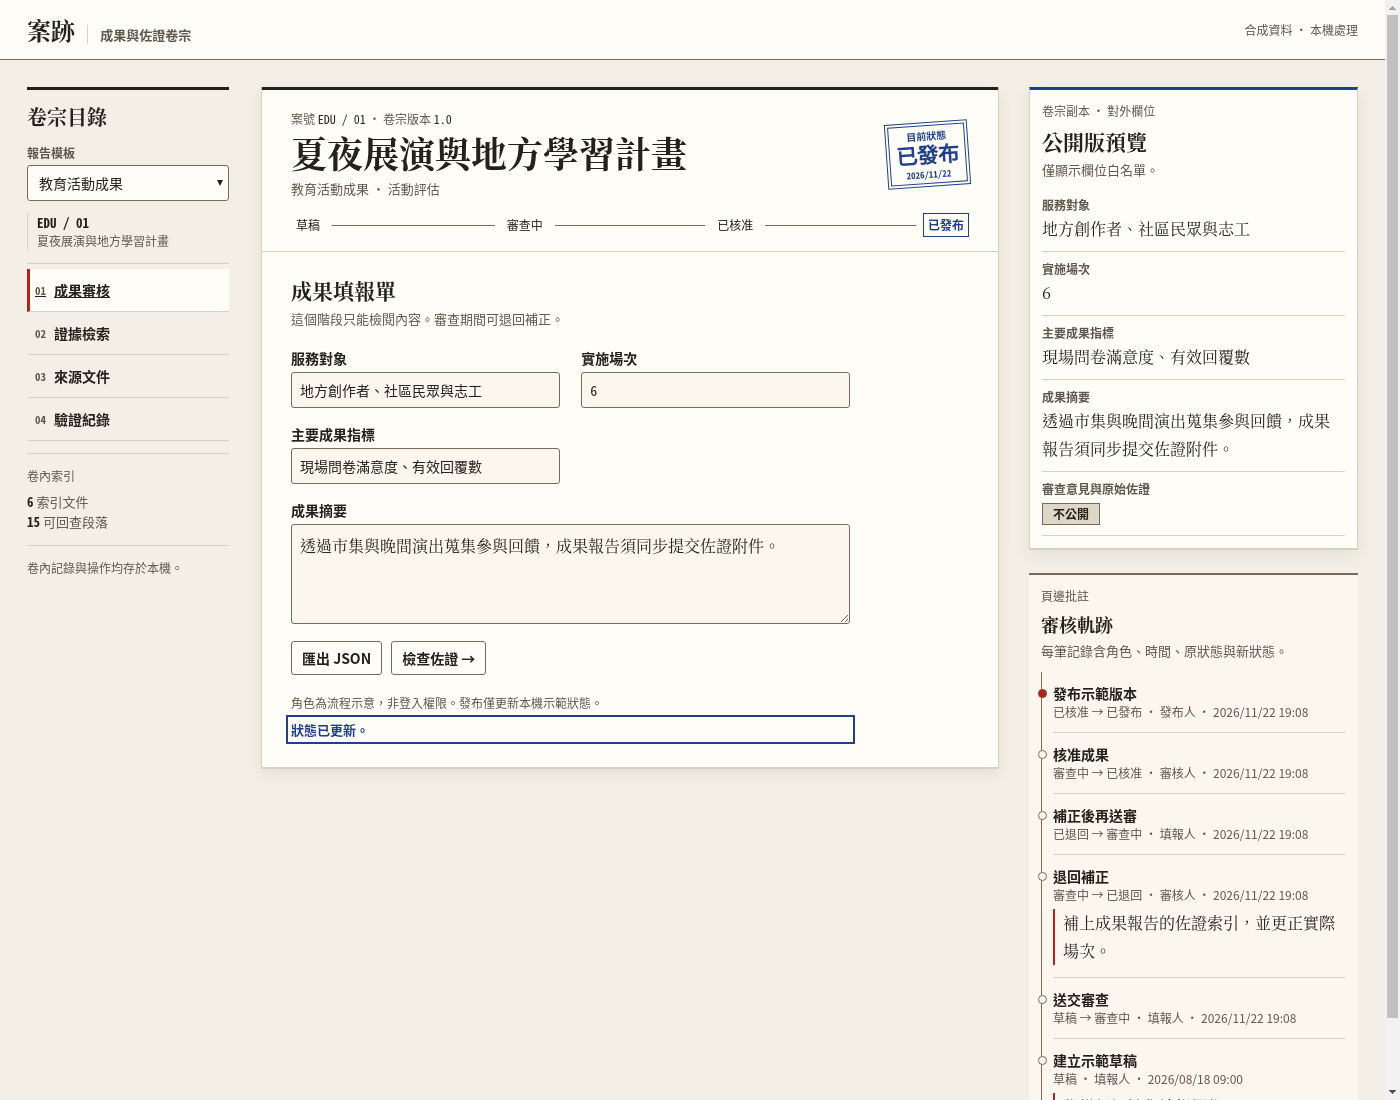 案跡
成果與佐證卷宗
合成資料 ・ 本機處理
卷宗目錄
報告模板
教育活動成果
EDU / 01
夏夜展演與地方學習計畫
01 成果審核
02 證據檢索
03 來源文件
04 驗證紀錄
卷內索引
6 索引文件
15 可回查段落
卷內記錄與操作均存於本機。
案號 EDU / 01 ・ 卷宗版本 1.0
夏夜展演與地方學習計畫
教育活動成果 ・ 活動評估
目前狀態
已發布
2026/11/22
草稿
審查中
已核准
已發布
成果填報單
這個階段只能檢閱內容。審查期間可退回補正。
服務對象
地方創作者、社區民眾與志工
實施場次
6
主要成果指標
現場問卷滿意度、有效回覆數
成果摘要
透過市集與晚間演出蒐集參與回饋，成果報告須同步提交佐證附件。
匯出 JSON
檢查佐證 →
角色為流程示意，非登入權限。發布僅更新本機示範狀態。
狀態已更新。
卷宗副本 ・ 對外欄位
公開版預覽
僅顯示欄位白名單。
服務對象
地方創作者、社區民眾與志工
實施場次
6
主要成果指標
現場問卷滿意度、有效回覆數
成果摘要
透過市集與晚間演出蒐集參與回饋，成果
報告須同步提交佐證附件。
審查意見與原始佐證
不公開
頁邊批註
審核軌跡
每筆記錄含角色、時間、原狀態與新狀態。
發布示範版本
已核准 → 已發布 ・ 發布人 ・ 2026/11/22 19:08
核准成果
審查中 → 已核准 ・ 審核人 ・ 2026/11/22 19:08
補正後再送審
已退回 → 審查中 ・ 填報人 ・ 2026/11/22 19:08
退回補正
審查中 → 已退回 ・ 審核人 ・ 2026/11/22 19:08
補上成果報告的佐證索引，並更正實際
場次。
送交審查
草稿 → 審查中 ・ 填報人 ・ 2026/11/22 19:08
建立示範草稿
草稿 ・ 填報人 ・ 2026/08/18 09:00